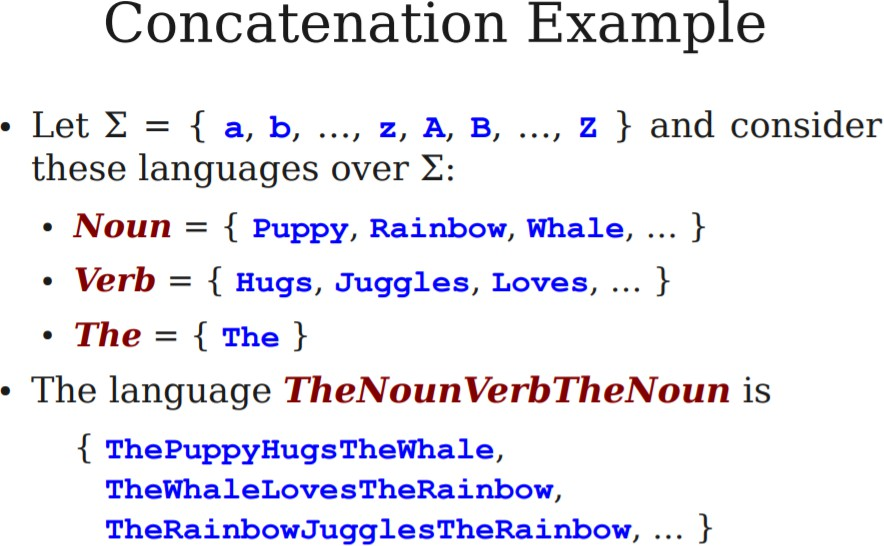 Concatenation Example
• Let Σ = { a, b, …, z, A, B, …, Z } and consider
these languages over Σ:
• Noun = { Puppy, Rainbow, Whale, … }
• Verb = { Hugs, Juggles, Loves, … }
• The = { The }
• The language TheNounVerbTheNoun is
{ ThePuppyHugsTheWhale,
TheWhaleLovesTheRainbow,
TheRainbowJugglesTheRainbow, … }